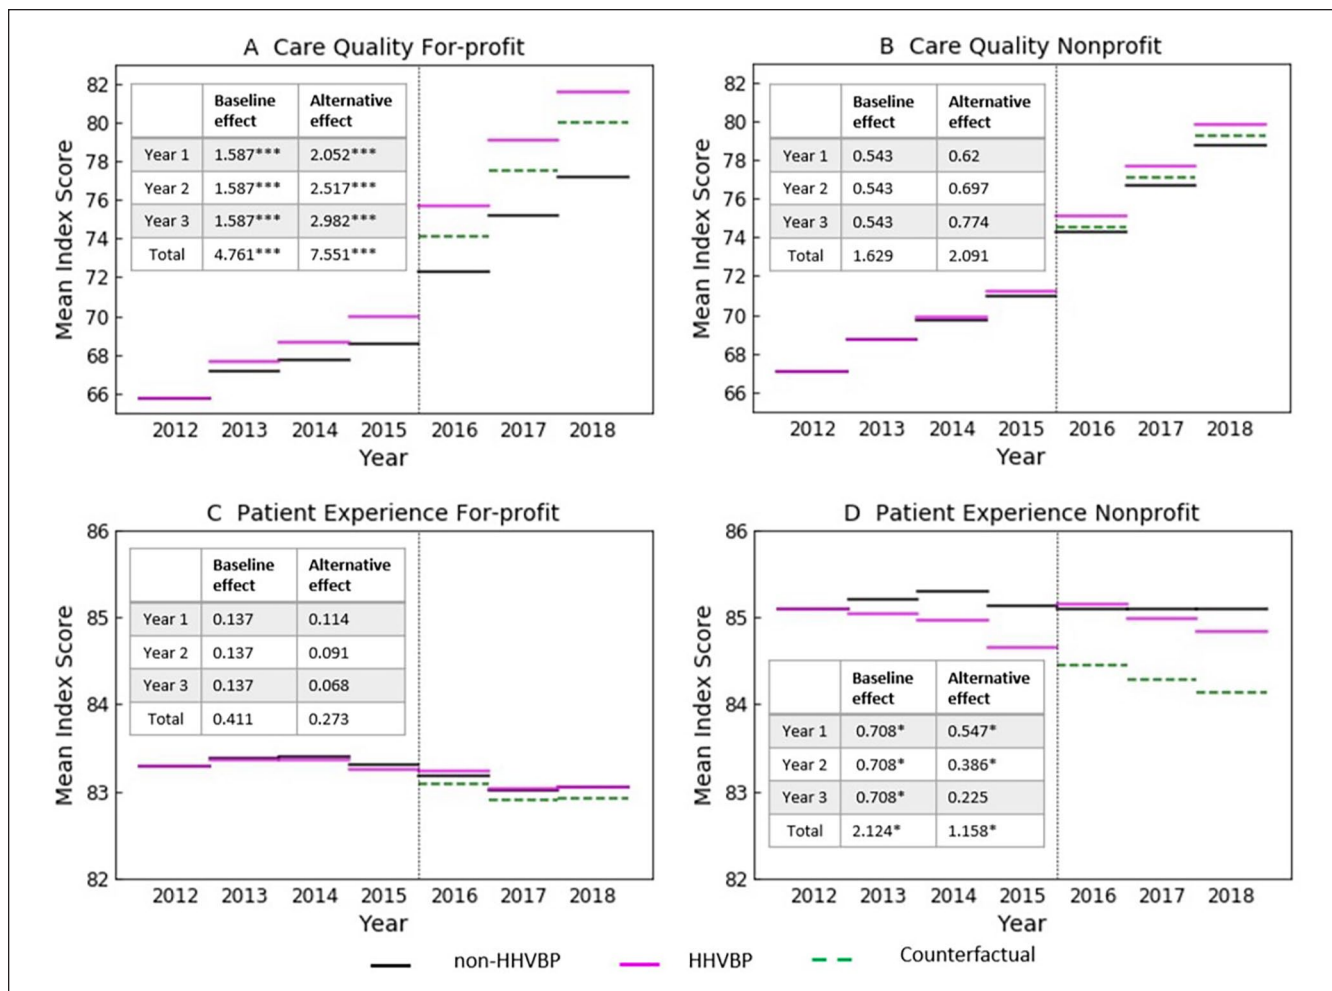 A Care Quality For-profit
Mean Index Score
82
80
78
76
74
72
70
68
66
Baseline effect Alternative effect
Year 1 1.587*** 2.052***
Year 2 1.587*** 2.517***
Year 3 1.587*** 2.982***
Total 4.761*** 7.551***
2012 2013 2014 2015 2016 2017 2018
Year
B Care Quality Nonprofit
Mean Index Score
82
80
78
76
74
72
70
68
66
Baseline effect Alternative effect
Year 1 0.543 0.62
Year 2 0.543 0.697
Year 3 0.543 0.774
Total 1.629 2.091
2012 2013 2014 2015 2016 2017 2018
Year
C Patient Experience For-profit
Mean Index Score
86
85
84
83
82
Baseline effect Alternative effect
Year 1 0.137 0.114
Year 2 0.137 0.091
Year 3 0.137 0.068
Total 0.411 0.273
2012 2013 2014 2015 2016 2017 2018
Year
D Patient Experience Nonprofit
Mean Index Score
86
85
84
83
82
Baseline effect Alternative effect
Year 1 0.708* 0.547*
Year 2 0.708* 0.386*
Year 3 0.708* 0.225
Total 2.124* 1.158*
2012 2013 2014 2015 2016 2017 2018
Year
non-HHVBP HHVBP Counterfactual